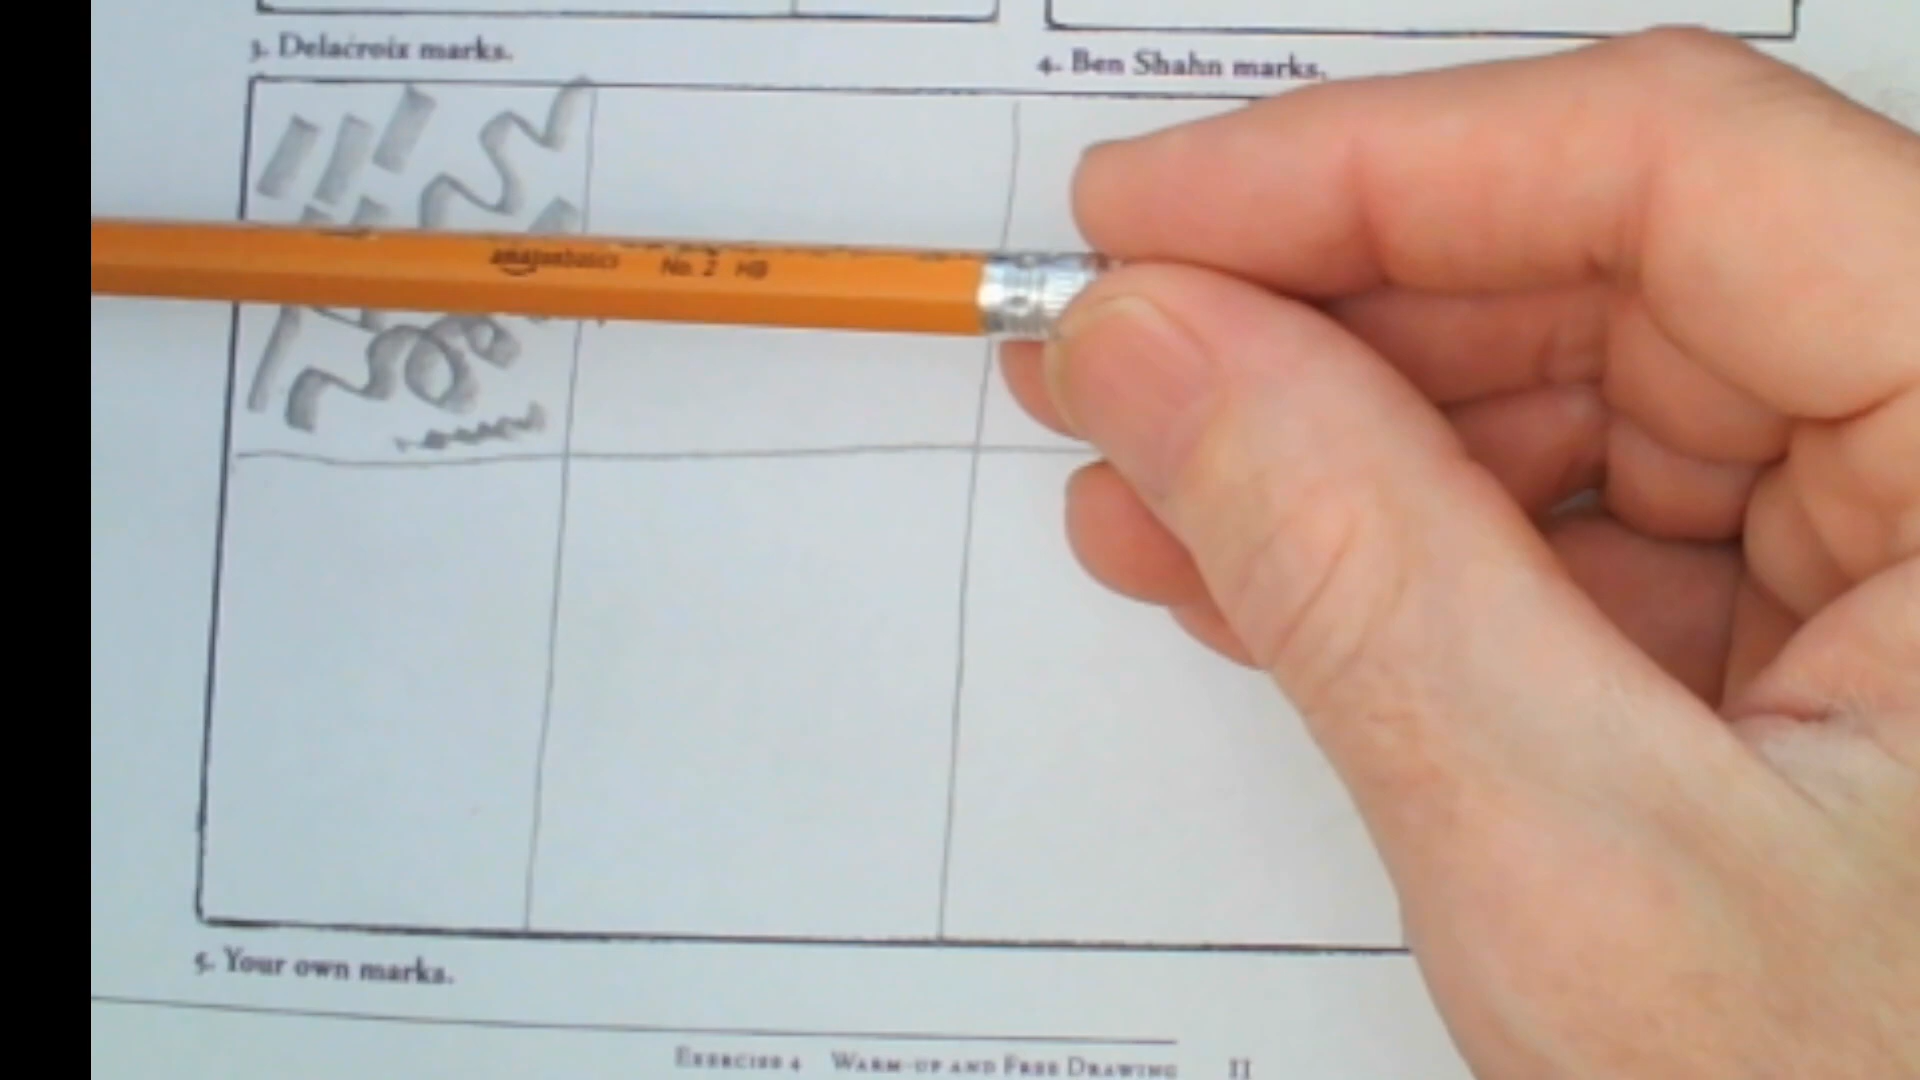 3. Delacroix marks.
4. Ben Shahn marks.
amazonbasics No. 2 HB
5. Your own marks.
Exercise 4 Warm-up and Free Drawing 11